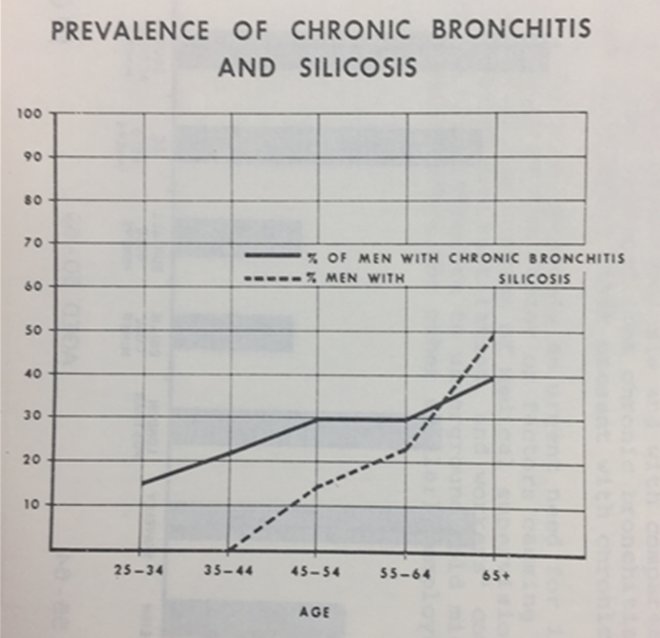 PREVALENCE OF CHRONIC BRONCHITIS
AND SILICOSIS
100
90
80
70
% OF MEN WITH CHRONIC BRONCHITIS
% MEN WITH SILICOSIS
60
50
40
30
20
10
25-34 35-44 45-54 55-64 65+
AGE